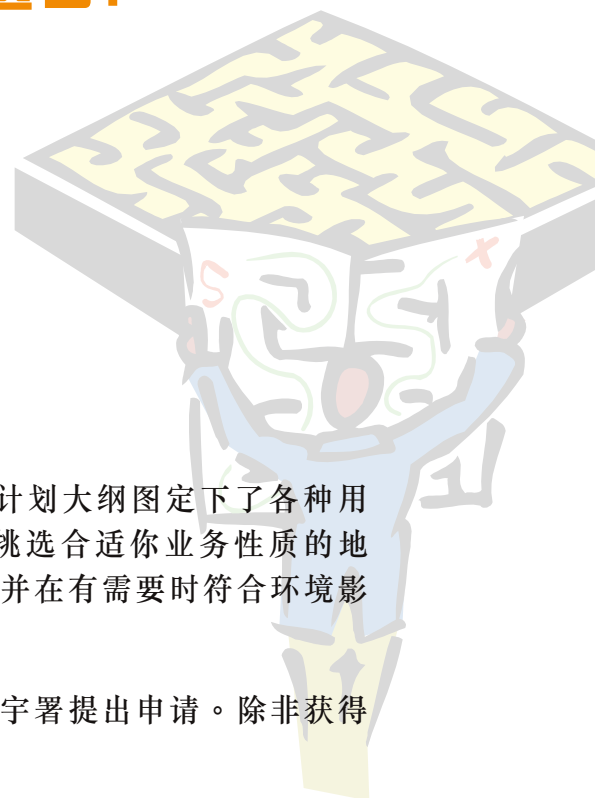 计划大纲图定下了各种用
挑选合适你业务性质的地
并在有需要时符合环境影
宇署提出申请。除非获得